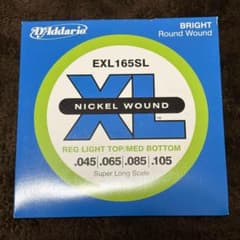 D'Addario
BRIGHT
Round Wound
EXL165SL
XL
NICKEL WOUND
REG LIGHT TOP/MED BOTTOM
.045 .065 .085 .105
Super Long Scale